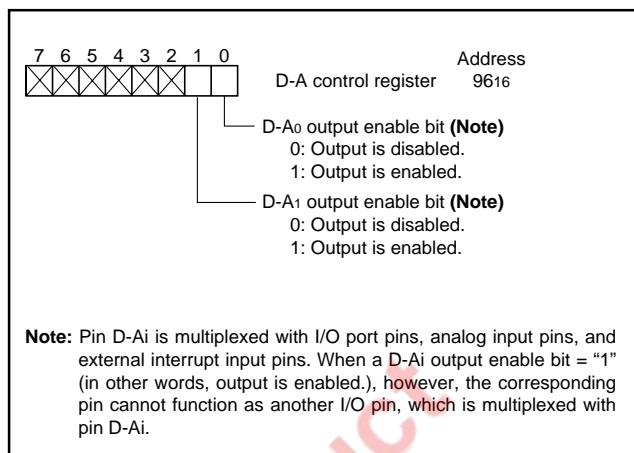 7 6 5 4 3 2 1 0
Address
D-A control register 9616
D-A0 output enable bit (Note)
0: Output is disabled.
1: Output is enabled.
D-A1 output enable bit (Note)
0: Output is disabled.
1: Output is enabled.
Note: Pin D-Ai is multiplexed with I/O port pins, analog input pins, and
external interrupt input pins. When a D-Ai output enable bit = “1”
(in other words, output is enabled.), however, the corresponding
pin cannot function as another I/O pin, which is multiplexed with
pin D-Ai.
uct